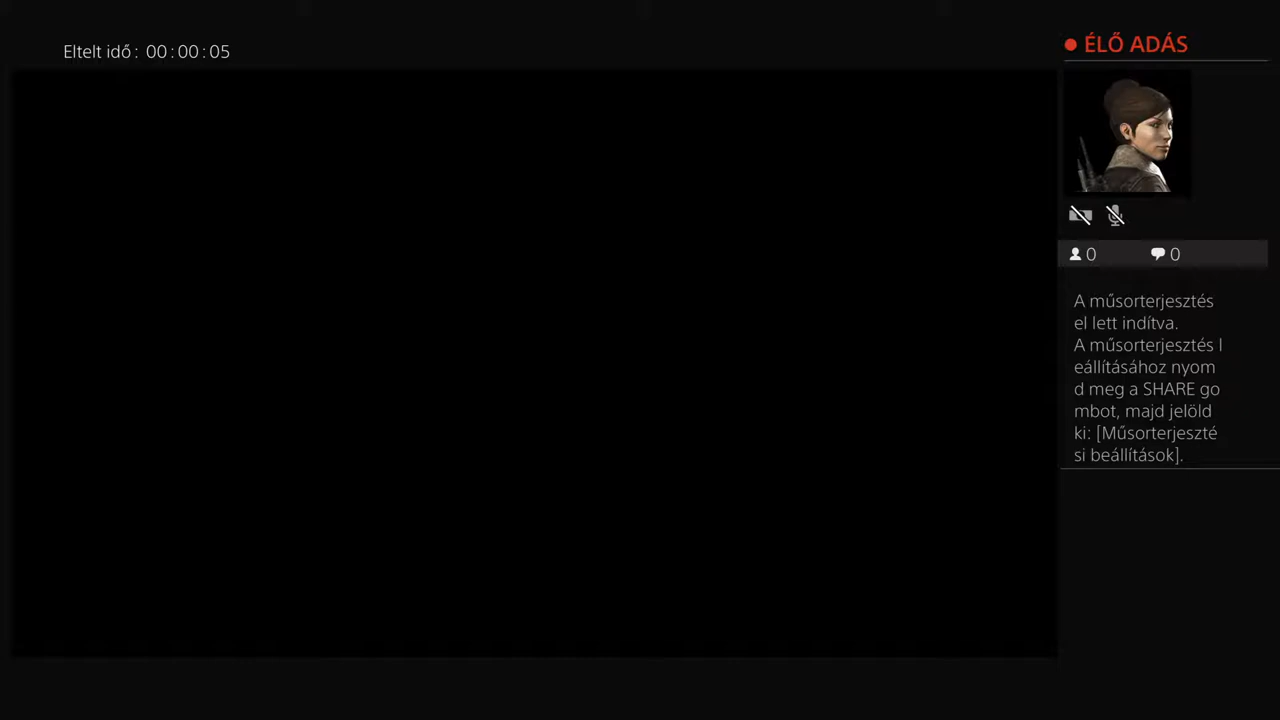 Eltelt idő: 00:00:05
ÉLŐ ADÁS
0 0
A műsorterjesztés
el lett indítva.
A műsorterjesztés l
eállításához nyom
d meg a SHARE go
mbot, majd jelöld
ki: [Műsorterjeszté
si beállítások].